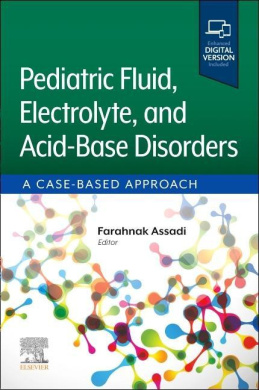 Enhanced
DIGITAL
VERSION
Included
Pediatric Fluid,
Electrolyte, and
Acid-Base Disorders
A CASE-BASED APPROACH
Farahnak Assadi
Editor
ELSEVIER